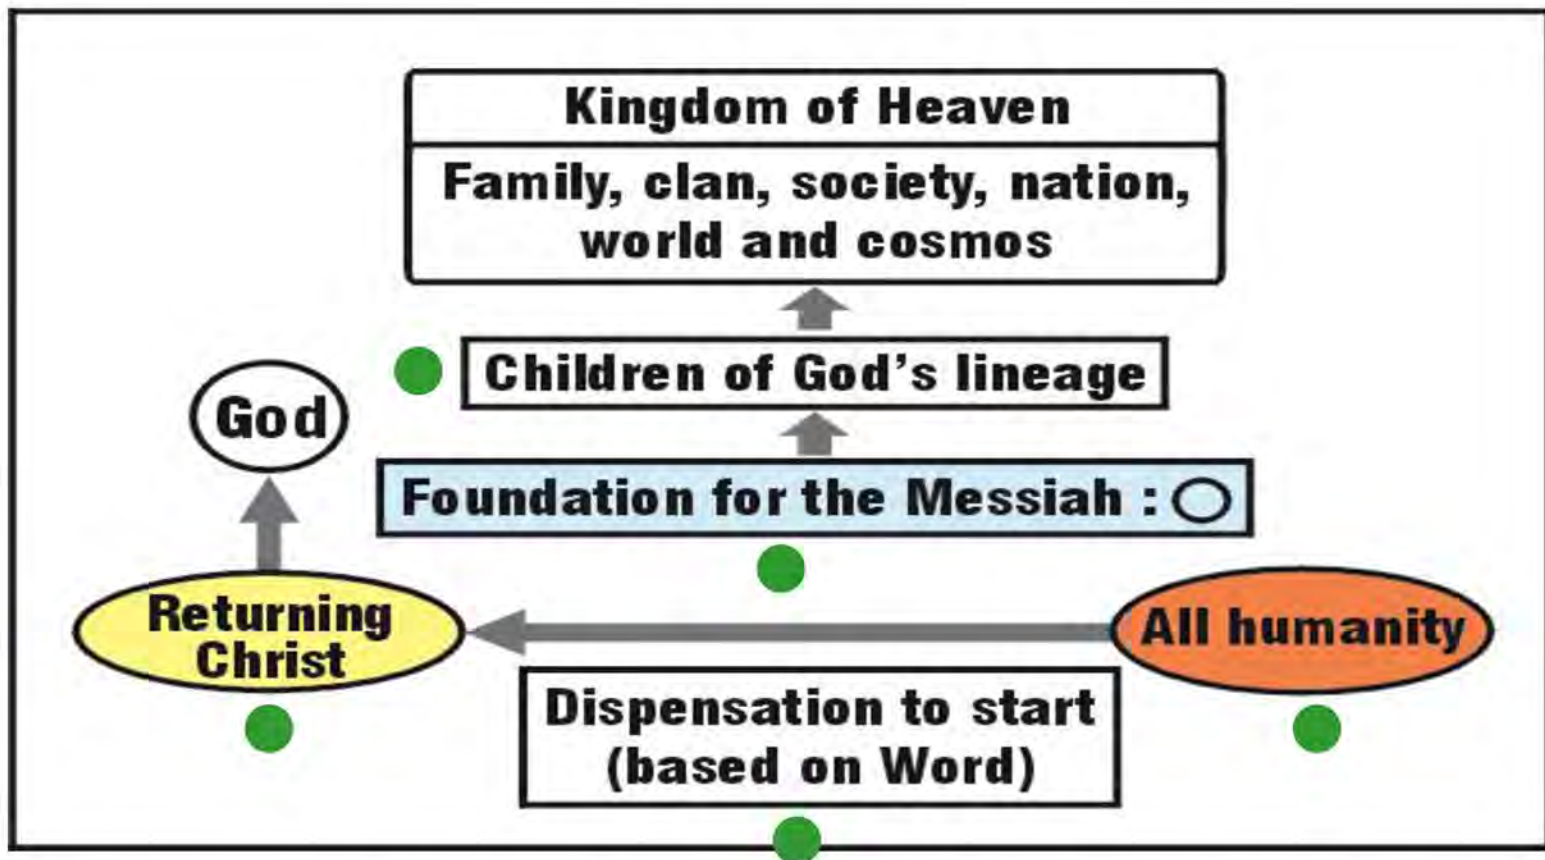 Kingdom of Heaven
Family, clan, society, nation,
world and cosmos
Children of God's lineage
God
Foundation for the Messiah :
Returning
Christ
All humanity
Dispensation to start
(based on Word)